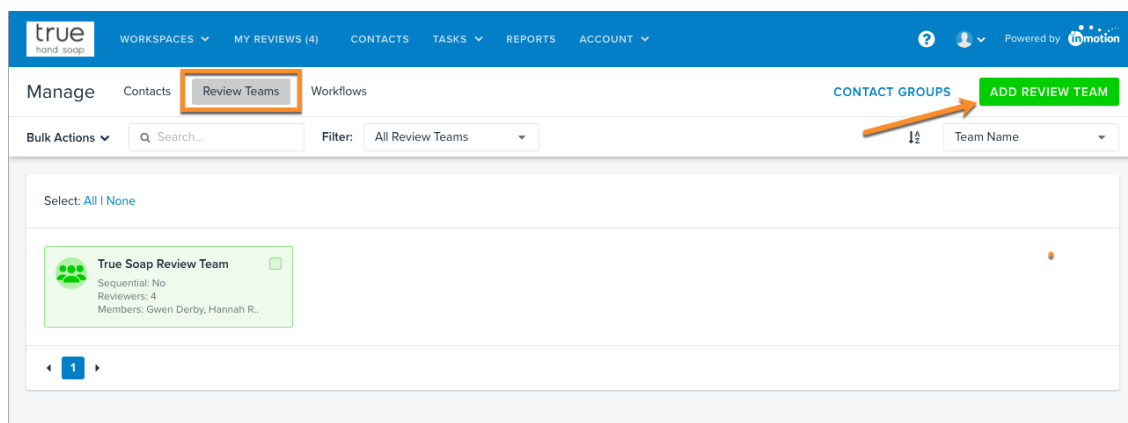 true
hand soap
WORKSPACES MY REVIEWS (4) CONTACTS TASKS REPORTS ACCOUNT ? Powered by inmotion
Manage Contacts Review Teams Workflows CONTACT GROUPS ADD REVIEW TEAM
Bulk Actions Search... Filter: All Review Teams Team Name
Select: All | None
True Soap Review Team
Sequential: No
Reviewers: 4
Members: Gwen Derby, Hannah R..
1